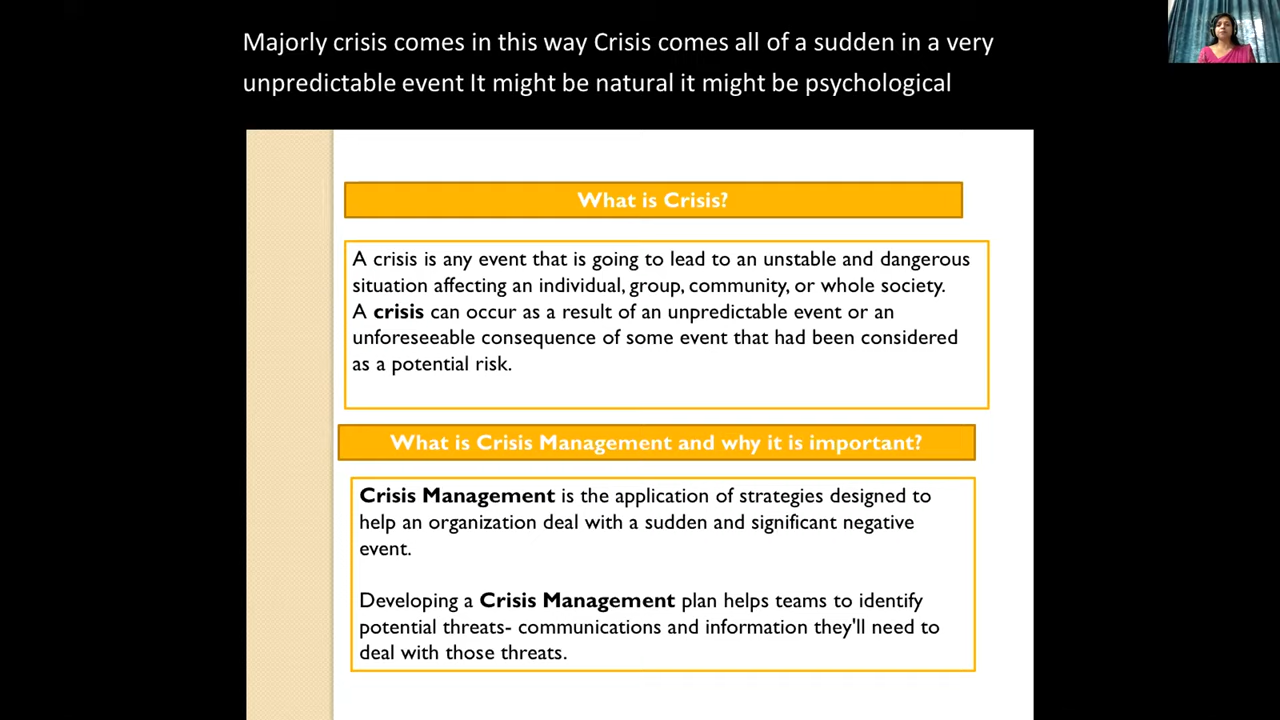 Majorly crisis comes in this way Crisis comes all of a sudden in a very
unpredictable event It might be natural it might be psychological
What is Crisis?
A crisis is any event that is going to lead to an unstable and dangerous
situation affecting an individual, group, community, or whole society.
A crisis can occur as a result of an unpredictable event or an
unforeseeable consequence of some event that had been considered
as a potential risk.
What is Crisis Management and why it is important?
Crisis Management is the application of strategies designed to
help an organization deal with a sudden and significant negative
event.
Developing a Crisis Management plan helps teams to identify
potential threats- communications and information they'll need to
deal with those threats.